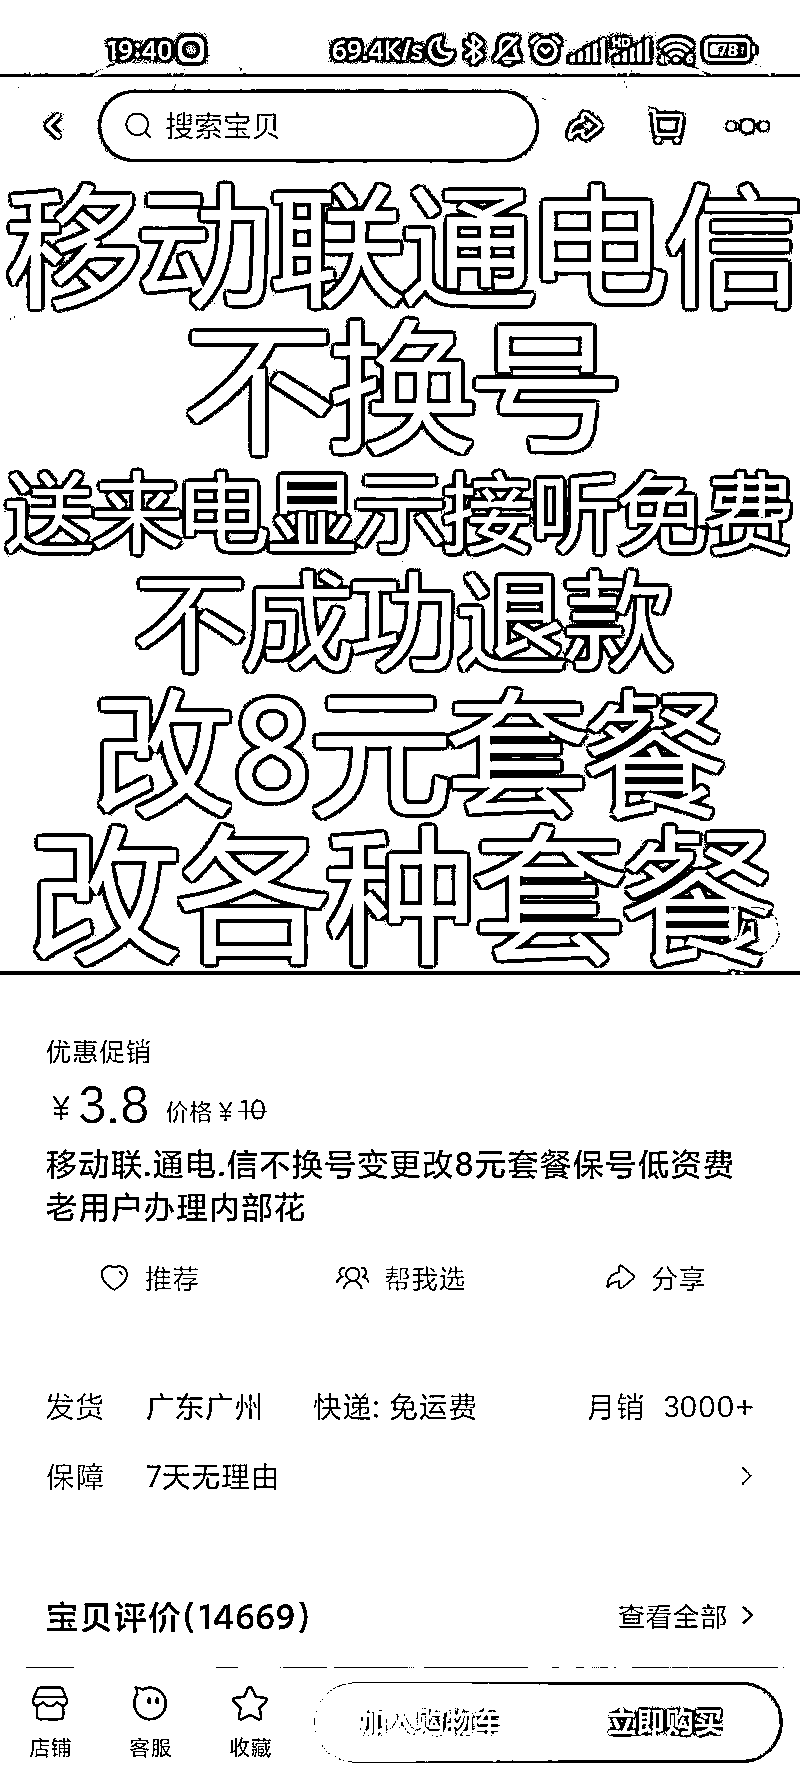 19:40 69.4K/s HD 78
搜索宝贝
移动联通电信
不换号
送来电显示接听免费
不成功退款
改8元套餐
改各种套餐
优惠促销
¥3.8 价格¥10
移动联.通电.信不换号变更改8元套餐保号低资费
老用户办理内部花
推荐 帮我选 分享
发货 广东广州 快递: 免运费 月销 3000+
保障 7天无理由
宝贝评价(14669) 查看全部
加入购物车 立即购买
店铺 客服 收藏